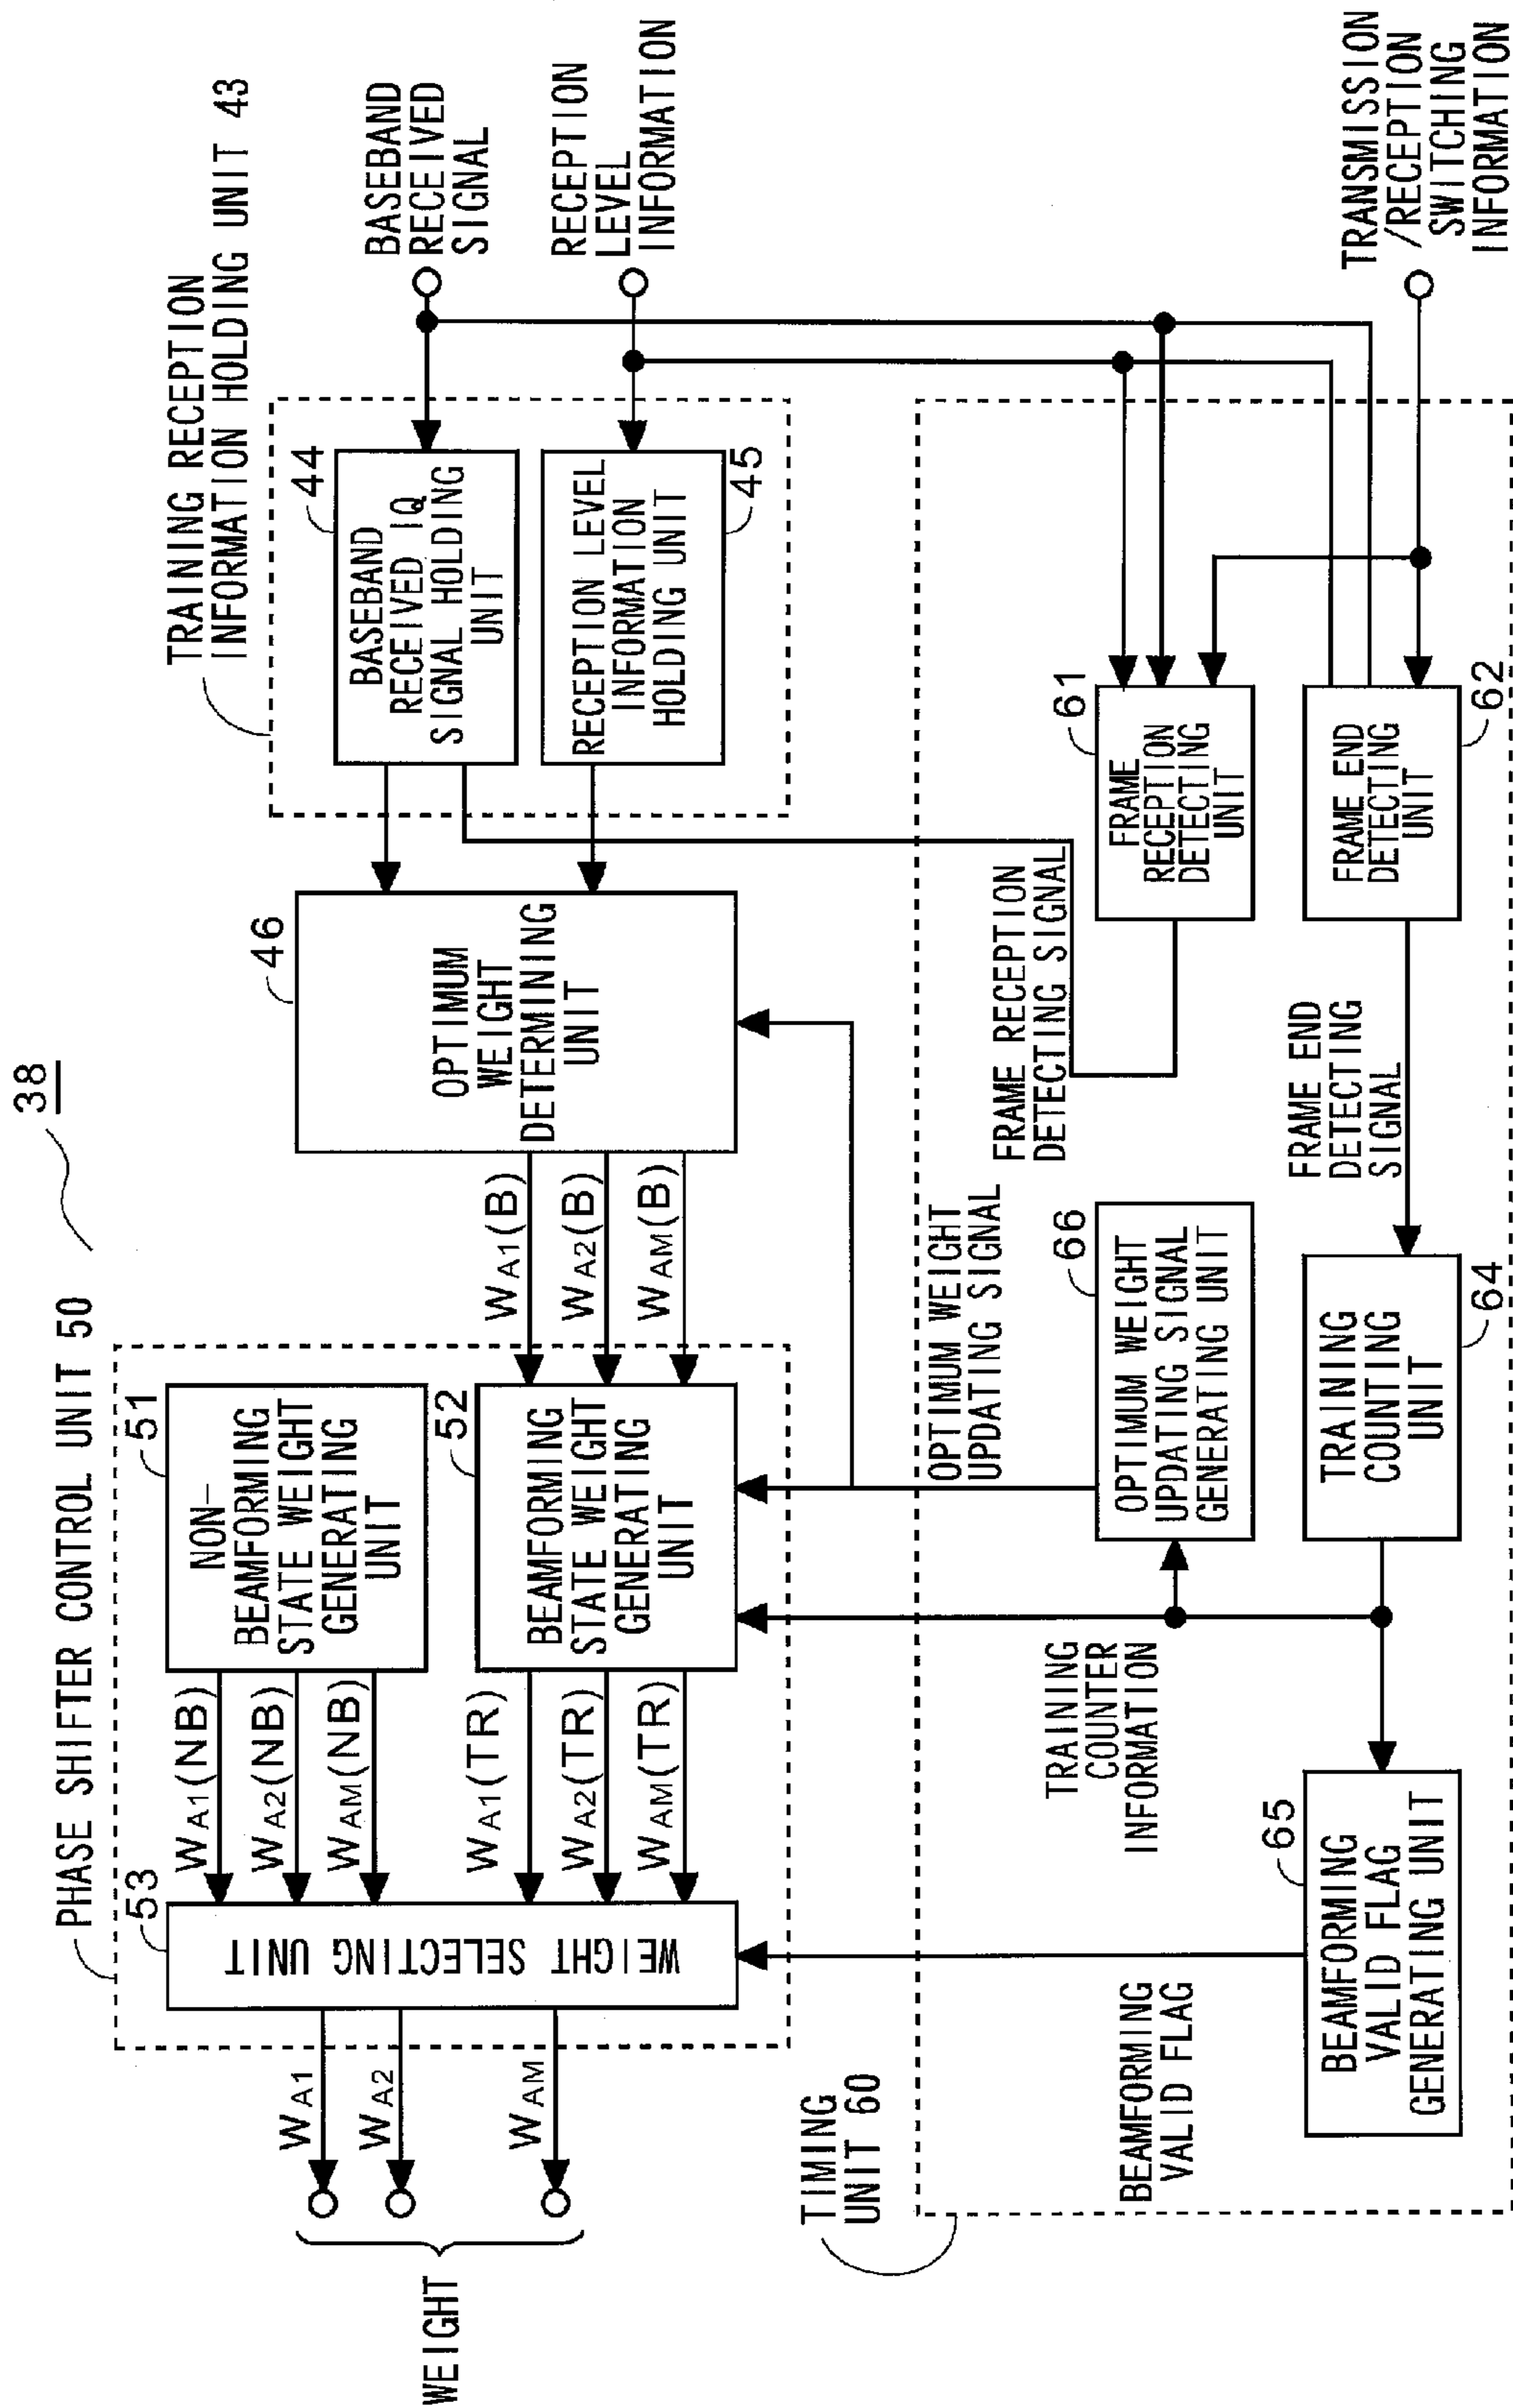 38
PHASE SHIFTER CONTROL UNIT 50
TRAINING RECEPTION
INFORMATION HOLDING UNIT 43
WEIGHT
WA1
WA2
WAM
53
WEIGHT SELECTING UNIT
WA1(NB)
WA2(NB)
WAM(NB)
WA1(TR)
WA2(TR)
WAM(TR)
51
NON-
BEAMFORMING
STATE WEIGHT
GENERATING
UNIT
52
BEAMFORMING
STATE WEIGHT
GENERATING
UNIT
WA1(B)
WA2(B)
WAM(B)
46
OPTIMUM
WEIGHT
DETERMINING
UNIT
44
BASEBAND
RECEIVED IQ
SIGNAL HOLDING
UNIT
RECEPTION LEVEL
INFORMATION
HOLDING UNIT
45
BASEBAND
RECEIVED
SIGNAL
RECEPTION
LEVEL
INFORMATION
TIMING
UNIT 60
BEAMFORMING
VALID FLAG
65
BEAMFORMING
VALID FLAG
GENERATING UNIT
TRAINING
COUNTER
INFORMATION
OPTIMUM WEIGHT
UPDATING SIGNAL
66
OPTIMUM WEIGHT
UPDATING SIGNAL
GENERATING UNIT
TRAINING
COUNTING
UNIT
64
FRAME RECEPTION
DETECTING SIGNAL
FRAME END
DETECTING
SIGNAL
61
FRAME
RECEPTION
DETECTING
UNIT
FRAME END
DETECTING
UNIT
62
TRANSMISSION
/RECEPTION
SWITCHING
INFORMATION